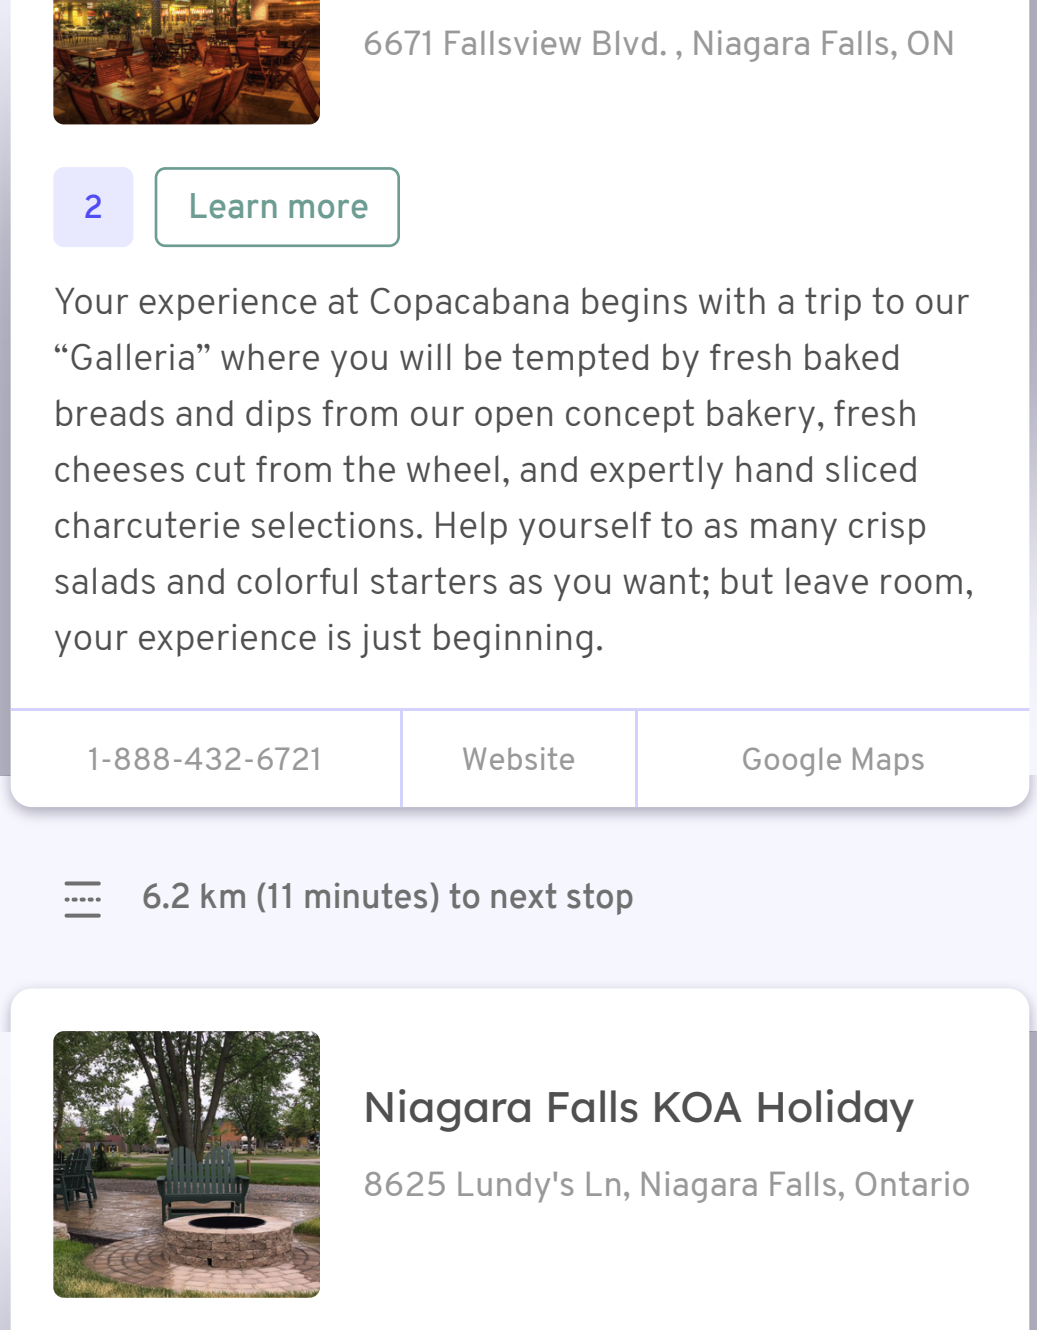 6671 Fallsview Blvd. , Niagara Falls, ON
2
Learn more
Your experience at Copacabana begins with a trip to our
“Galleria” where you will be tempted by fresh baked
breads and dips from our open concept bakery, fresh
cheeses cut from the wheel, and expertly hand sliced
charcuterie selections. Help yourself to as many crisp
salads and colorful starters as you want; but leave room,
your experience is just beginning.
1-888-432-6721
Website
Google Maps
6.2 km (11 minutes) to next stop
Niagara Falls KOA Holiday
8625 Lundy's Ln, Niagara Falls, Ontario